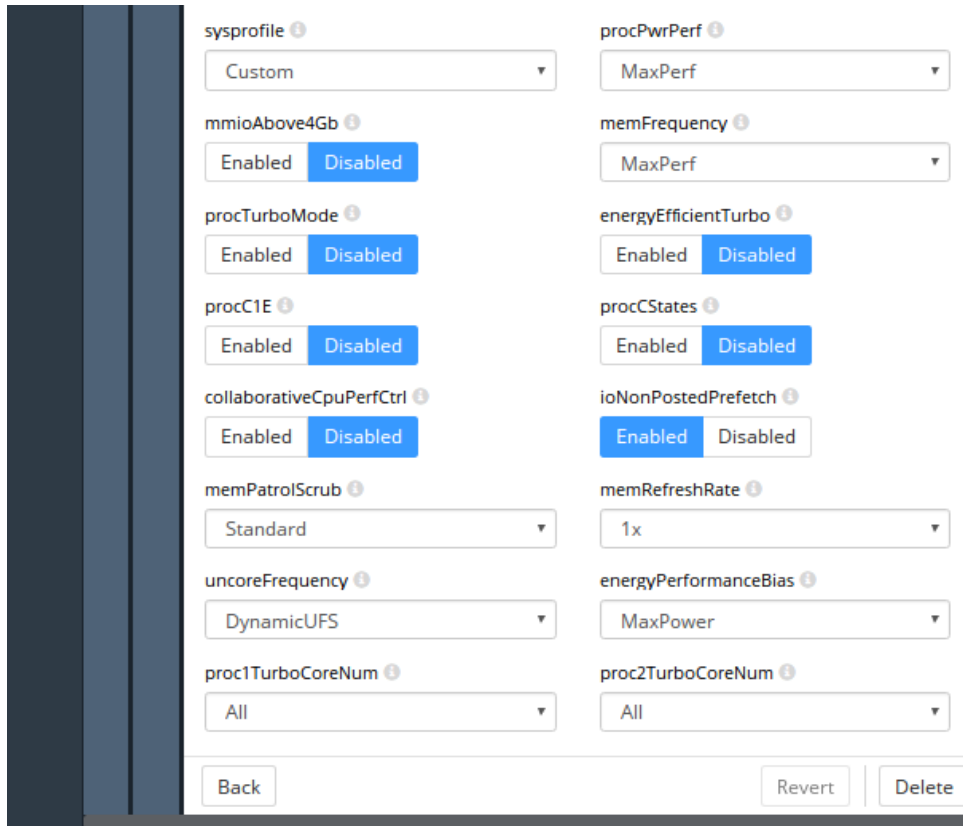 sysprofile procPwrPerf
Custom MaxPerf
mmioAbove4Gb memFrequency
Enabled Disabled MaxPerf
procTurboMode energyEfficientTurbo
Enabled Disabled Enabled Disabled
procC1E procCStates
Enabled Disabled Enabled Disabled
collaborativeCpuPerfCtrl ioNonPostedPrefetch
Enabled Disabled Enabled Disabled
memPatrolScrub memRefreshRate
Standard 1x
uncoreFrequency energyPerformanceBias
DynamicUFS MaxPower
proc1TurboCoreNum proc2TurboCoreNum
All All
Back Revert Delete